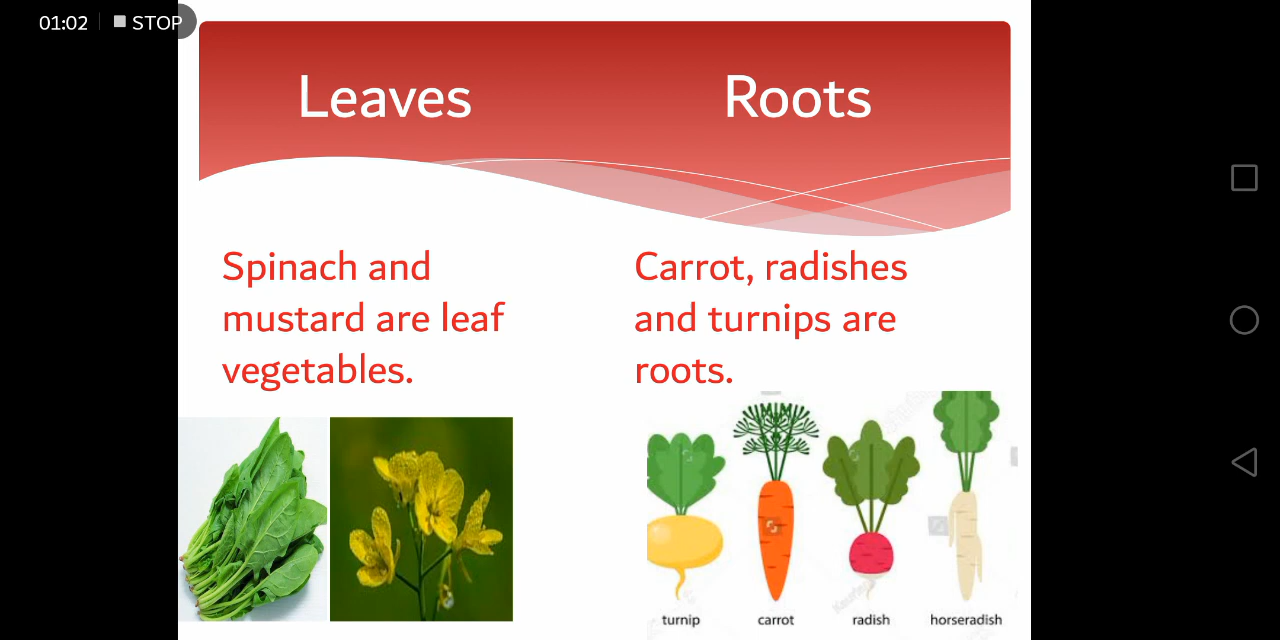 01:02 STOP
Leaves
Roots
Spinach and
mustard are leaf
vegetables.
Carrot, radishes
and turnips are
roots.
turnip
carrot
radish
horseradish